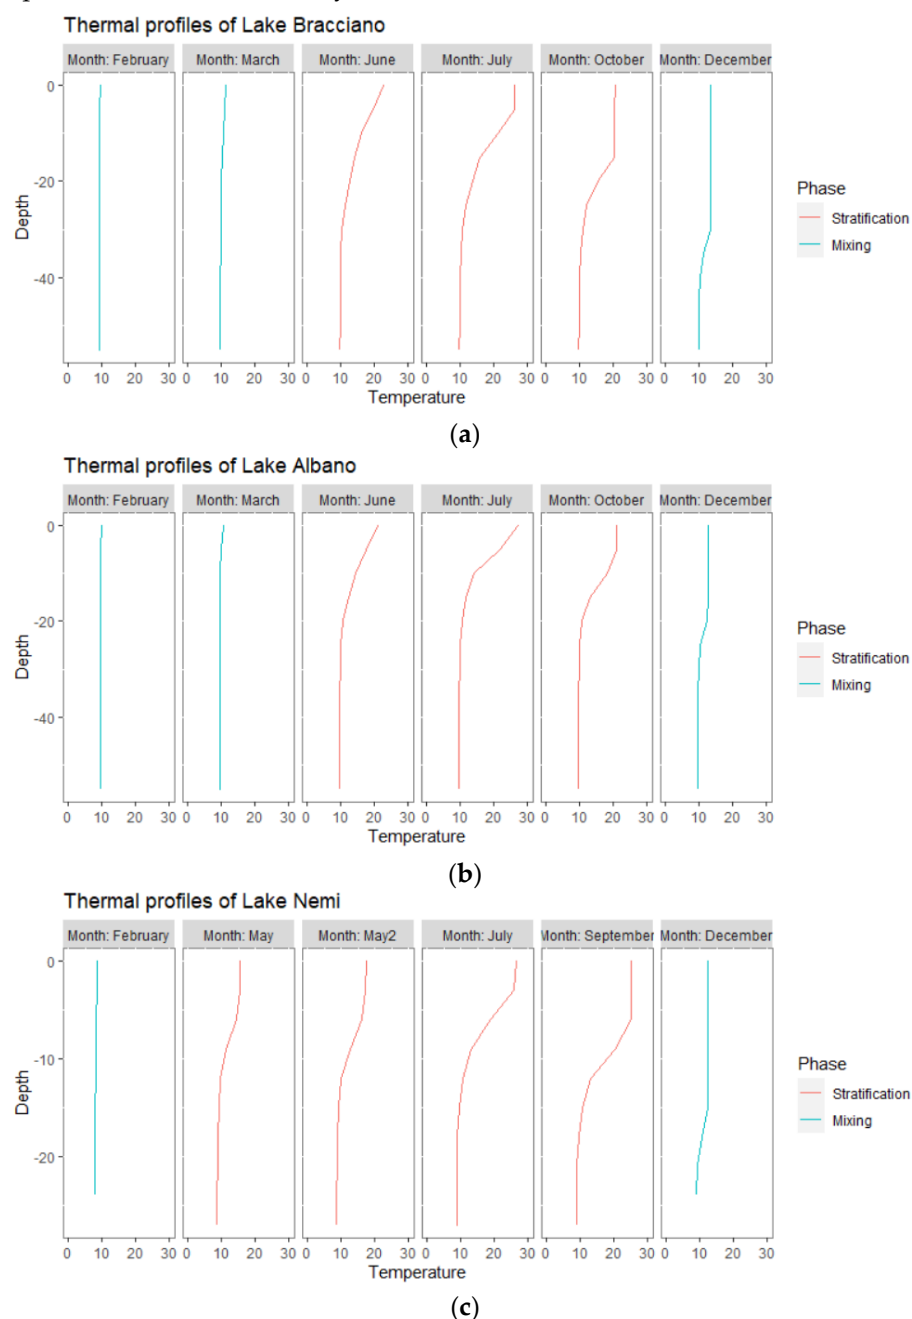 Thermal profiles of Lake Bracciano
Month: February Month: March Month: June Month: July Month: October Month: December
0
-20
-40
Depth
0 10 20 30 0 10 20 30 0 10 20 30 0 10 20 30 0 10 20 30 0 10 20 30
Temperature
Phase
Stratification
Mixing
(a)
Thermal profiles of Lake Albano
Month: February Month: March Month: June Month: July Month: October Month: December
0
-20
-40
Depth
0 10 20 30 0 10 20 30 0 10 20 30 0 10 20 30 0 10 20 30 0 10 20 30
Temperature
Phase
Stratification
Mixing
(b)
Thermal profiles of Lake Nemi
Month: February Month: May Month: May2 Month: July Month: September Month: December
0
-10
-20
Depth
0 10 20 30 0 10 20 30 0 10 20 30 0 10 20 30 0 10 20 30 0 10 20 30
Temperature
Phase
Stratification
Mixing
(c)